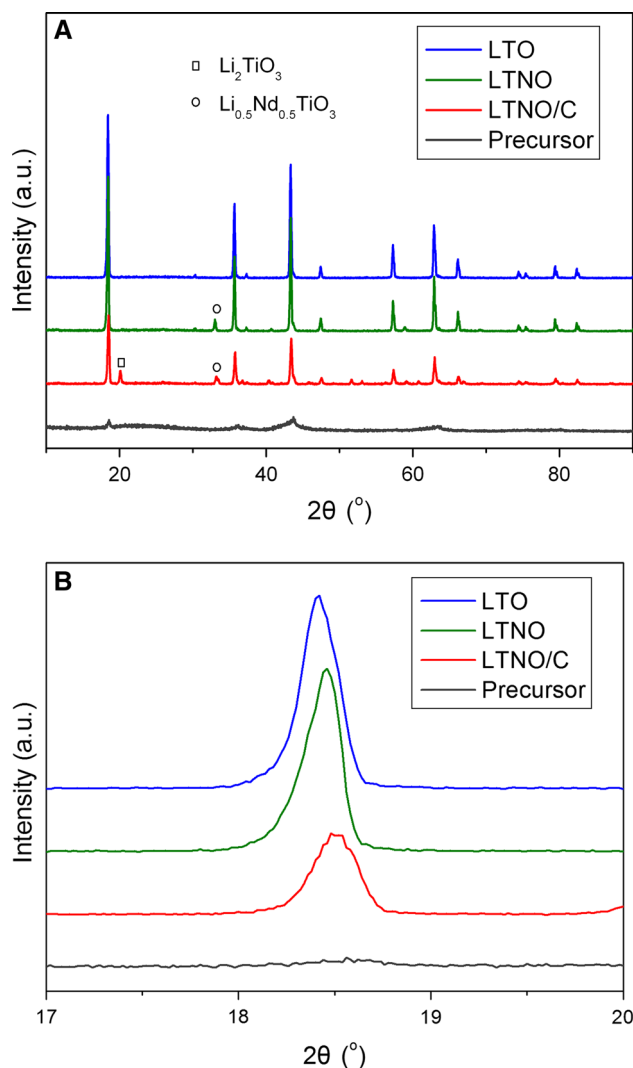 A
□ Li₂TiO₃
○ Li₀.₅Nd₀.₅TiO₃
LTO
LTNO
LTNO/C
Precursor
Intensity (a.u.)
○
□ ○
20 40 60 80
2θ (°)
B
LTO
LTNO
LTNO/C
Precursor
Intensity (a.u.)
17 18 19 20
2θ (°)